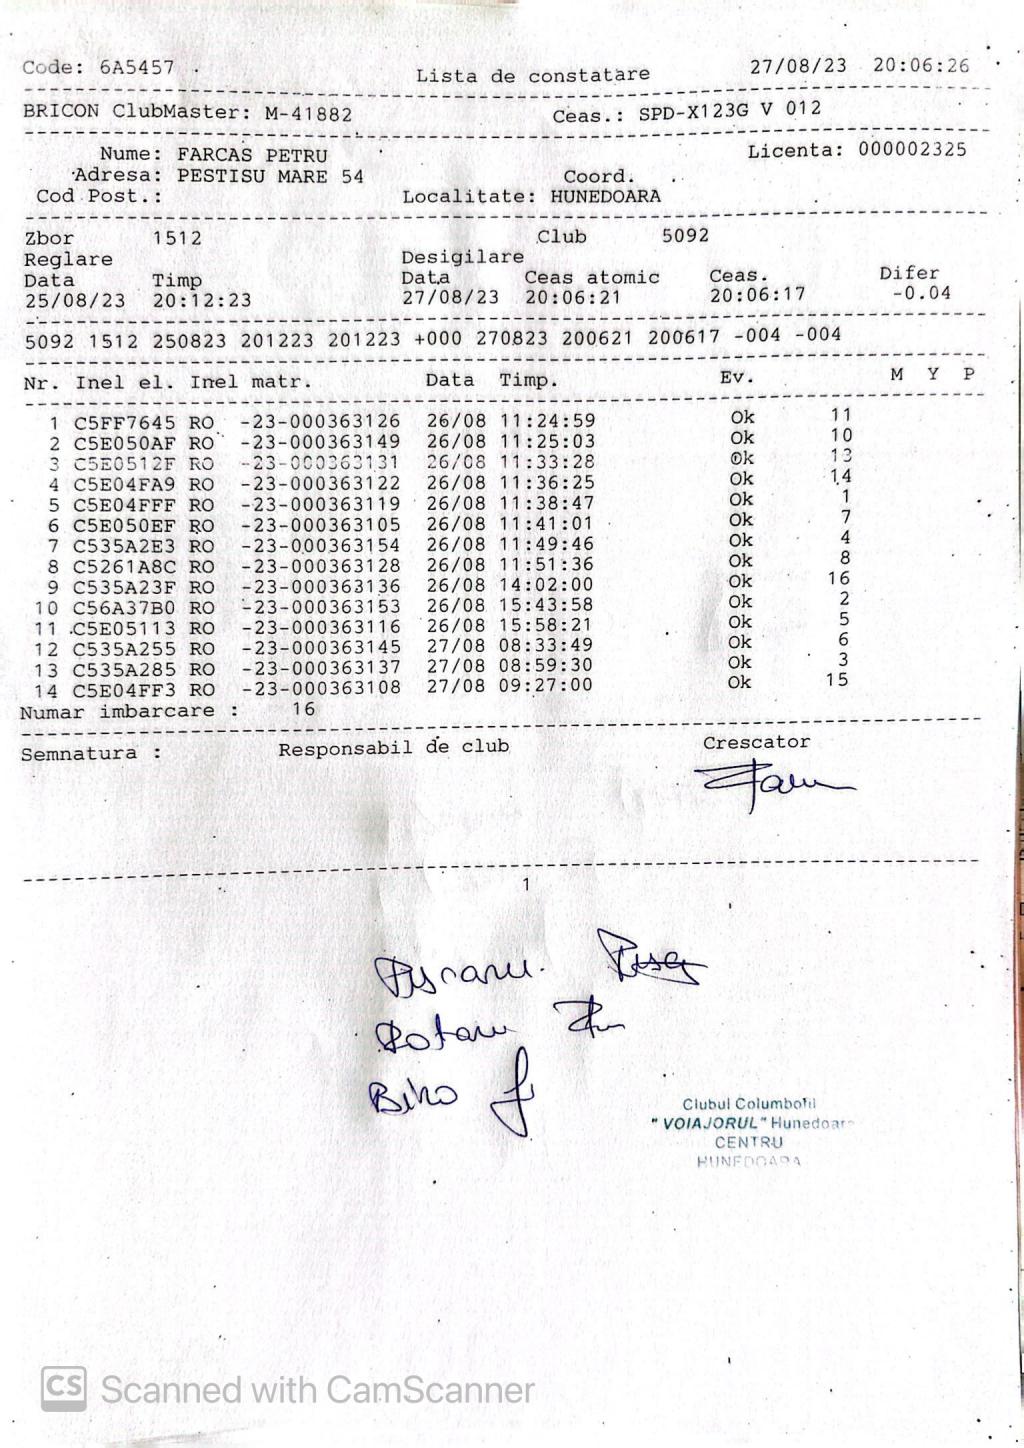 Code: 6A5457 Lista de constatare 27/08/23 20:06:26
BRICON ClubMaster: M-41882 Ceas.: SPD-X123G V 012
Nume: FARCAS PETRU Licenta: 000002325
Adresa: PESTISU MARE 54 Coord.
Cod Post.: Localitate: HUNEDOARA
Zbor 1512 Club 5092
Reglare Desigilare
Data Timp Data Ceas atomic Ceas. Difer
25/08/23 20:12:23 27/08/23 20:06:21 20:06:17 -0.04
5092 1512 250823 201223 201223 +000 270823 200621 200617 -004 -004
Nr. Inel el. Inel matr. Data Timp. Ev. M Y P
1 C5FF7645 RO -23-000363126 26/08 11:24:59 Ok 11
2 C5E050AF RO -23-000363149 26/08 11:25:03 Ok 10
3 C5E0512F RO -23-000363131 26/08 11:33:28 Ok 13
4 C5E04FA9 RO -23-000363122 26/08 11:36:25 Ok 14
5 C5E04FFF RO -23-000363119 26/08 11:38:47 Ok 1
6 C5E050EF RO -23-000363105 26/08 11:41:01 Ok 7
7 C535A2E3 RO -23-000363154 26/08 11:49:46 Ok 4
8 C5261A8C RO -23-000363128 26/08 11:51:36 Ok 8
9 C535A23F RO -23-000363136 26/08 14:02:00 Ok 16
10 C56A37B0 RO -23-000363153 26/08 15:43:58 Ok 2
11 C5E05113 RO -23-000363116 26/08 15:58:21 Ok 5
12 C535A255 RO -23-000363145 27/08 08:33:49 Ok 6
13 C535A285 RO -23-000363137 27/08 08:59:30 Ok 3
14 C5E04FF3 RO -23-000363108 27/08 09:27:00 Ok 15
Numar imbarcare : 16
Semnatura : Responsabil de club Crescator
1
Rotaru
Biro
Clubul Columbofil
"VOIAJORUL" Hunedoara
CENTRU
HUNEDOARA
CS Scanned with CamScanner